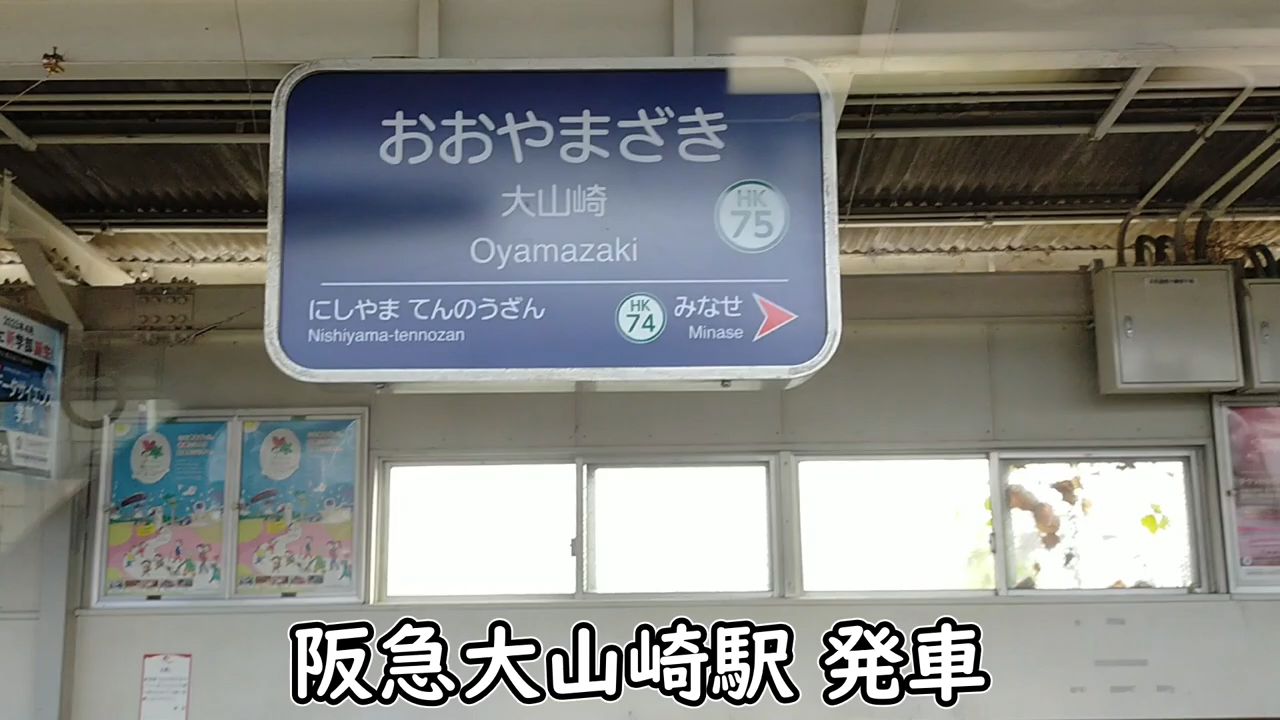 おおやまざき
大山崎
Oyamazaki
HK
75
にしやま てんのうざん
Nishiyama-tennozan
HK
74
みなせ
Minase
阪急大山崎駅 発車